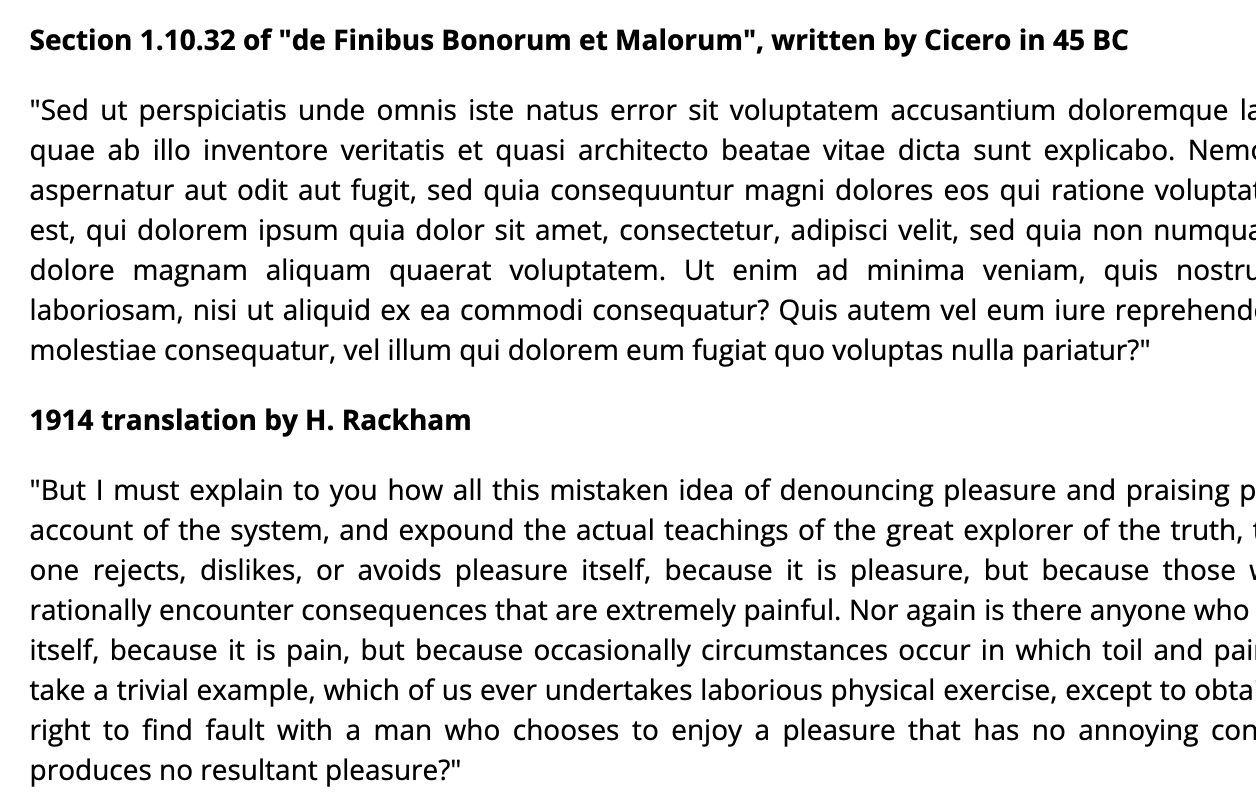 Section 1.10.32 of "de Finibus Bonorum et Malorum", written by Cicero in 45 BC
"Sed ut perspiciatis unde omnis iste natus error sit voluptatem accusantium doloremque
quae ab illo inventore veritatis et quasi architecto beatae vitae dicta sunt explicabo.
aspernatur aut odit aut fugit, sed quia consequuntur magni dolores eos qui ratione
est, qui dolorem ipsum quia dolor sit amet, consectetur, adipisci velit, sed quia non
dolore magnam aliquam quaerat voluptatem. Ut enim ad minima veniam, quis
laboriosam, nisi ut aliquid ex ea commodi consequatur? Quis autem vel eum iure
molestiae consequatur, vel illum qui dolorem eum fugiat quo voluptas nulla pariatur?"
1914 translation by H. Rackham
"But I must explain to you how all this mistaken idea of denouncing pleasure and praising
account of the system, and expound the actual teachings of the great explorer of the truth,
one rejects, dislikes, or avoids pleasure itself, because it is pleasure, but because those
rationally encounter consequences that are extremely painful. Nor again is there anyone who
itself, because it is pain, but because occasionally circumstances occur in which toil and
take a trivial example, which of us ever undertakes laborious physical exercise, except to
right to find fault with a man who chooses to enjoy a pleasure that has no annoying
produces no resultant pleasure?"